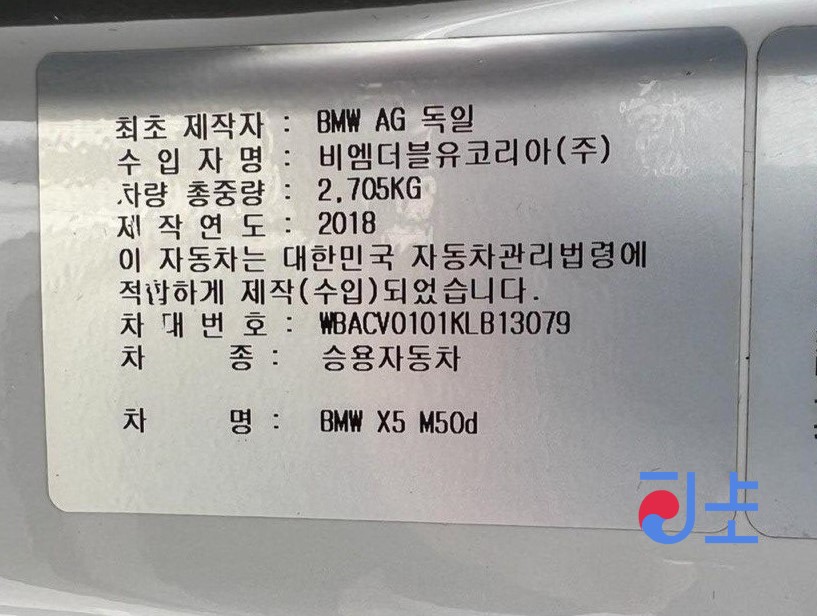 최초 제작자 : BMW AG 독일
수 입 자 명 : 비엠더블유코리아(주)
차량 총중량 : 2,705KG
제 작 연 도 : 2018
이 자동차는 대한민국 자동차관리법령에
적합하게 제작(수입)되었습니다.
차 대 번 호 : WBACV0101KLB13079
차 종 : 승용자동차
차 명 : BMW X5 M50d